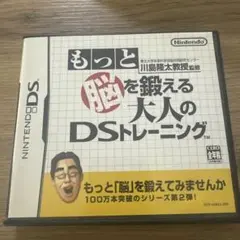 もっと
Nintendo
川島隆太教授 監修
脳を鍛える
大人の
DSトレーニング
NINTENDO DS
もっと「脳」を鍛えてみませんか
100万本突破のシリーズ第2弾!